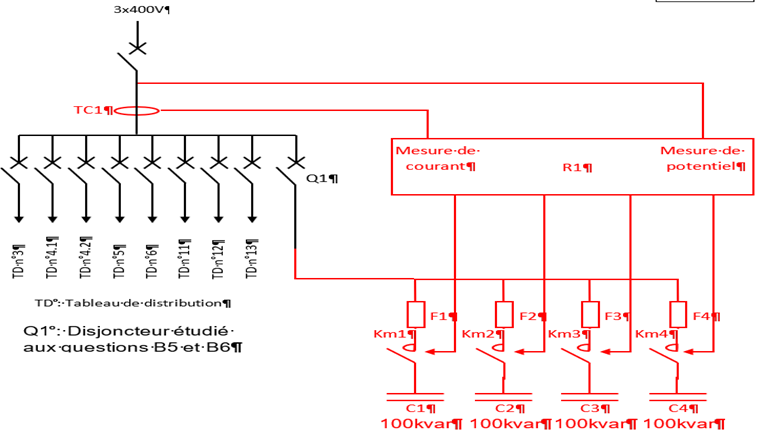 3x400V¶
TC1¶
Mesure·de·
courant¶
R1¶
Mesure·de·
potentiel¶
Q1¶
TD·n°3¶
TD·n°4.1¶
TD·n°4.2¶
TD·n°5¶
TD·n°6¶
TD·n°11¶
TD·n°12¶
TD·n°13¶
TD°:·Tableau·de·distribution¶
Q1°:·Disjoncteur·étudié·
aux·questions·B5·et·B6¶
F1¶
F2¶
F3¶
F4¶
Km1¶
Km2¶
Km3¶
Km4¶
C1¶
C2¶
C3¶
C4¶
100kvar¶
100kvar¶
100kvar¶
100kvar¶